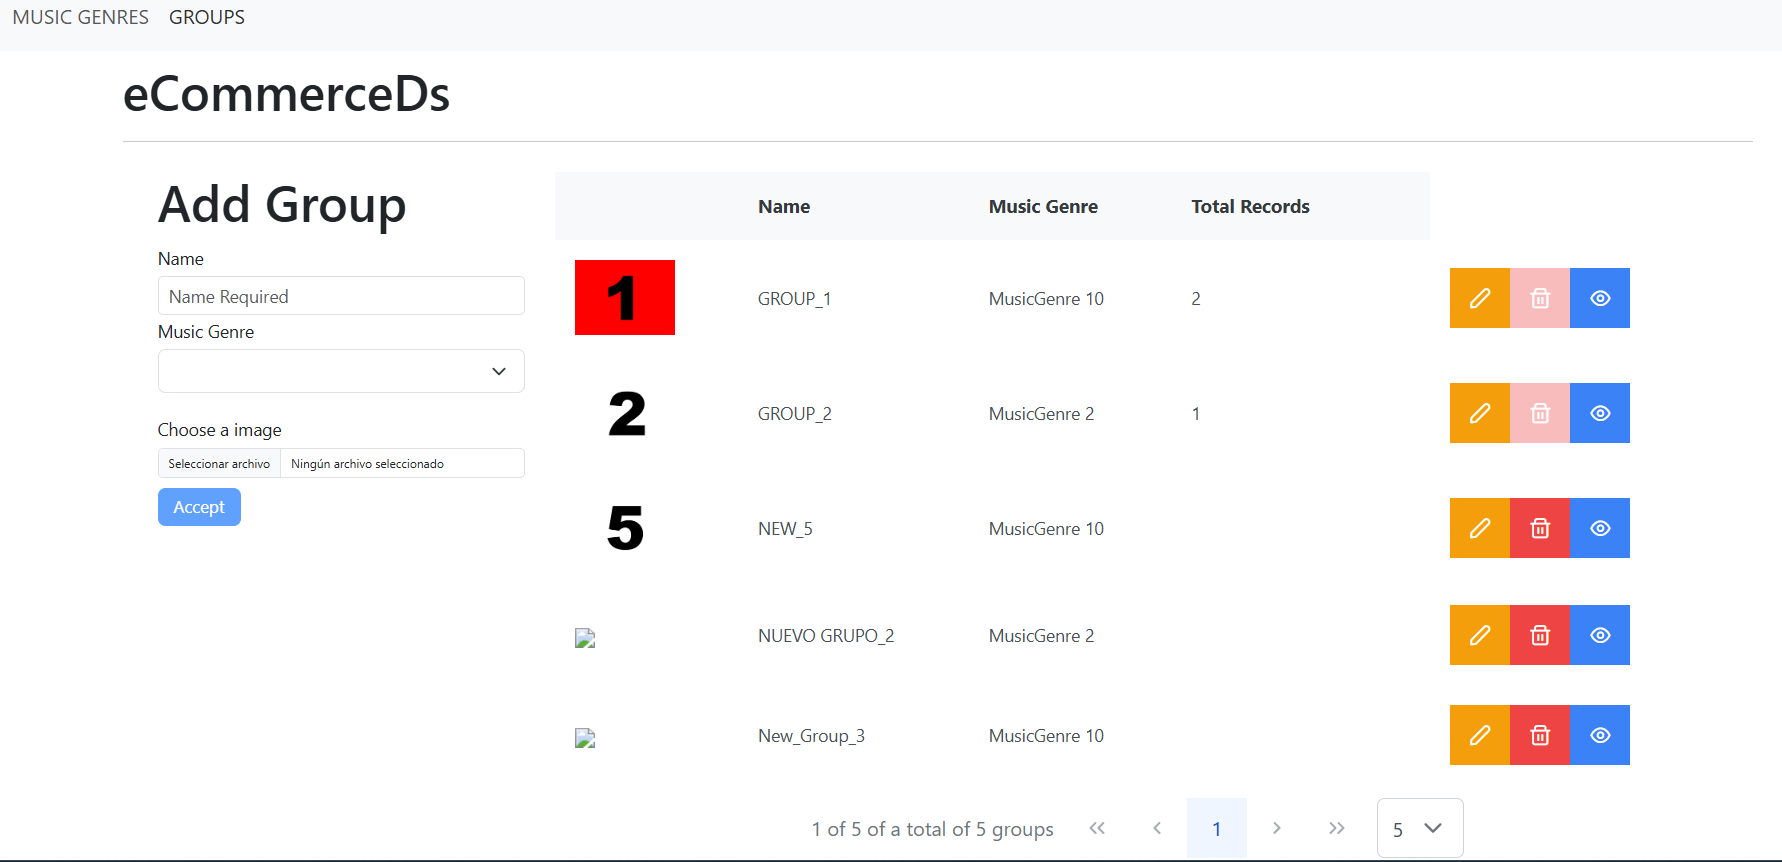 MUSIC GENRES GROUPS
eCommerceDs
Add Group
Name
Name Required
Music Genre
Choose a image
Seleccionar archivo Ningún archivo seleccionado
Accept
Name Music Genre Total Records
1 GROUP_1 MusicGenre 10 2
2 GROUP_2 MusicGenre 2 1
5 NEW_5 MusicGenre 10
NUEVO GRUPO_2 MusicGenre 2
New_Group_3 MusicGenre 10
1 of 5 of a total of 5 groups 1 5